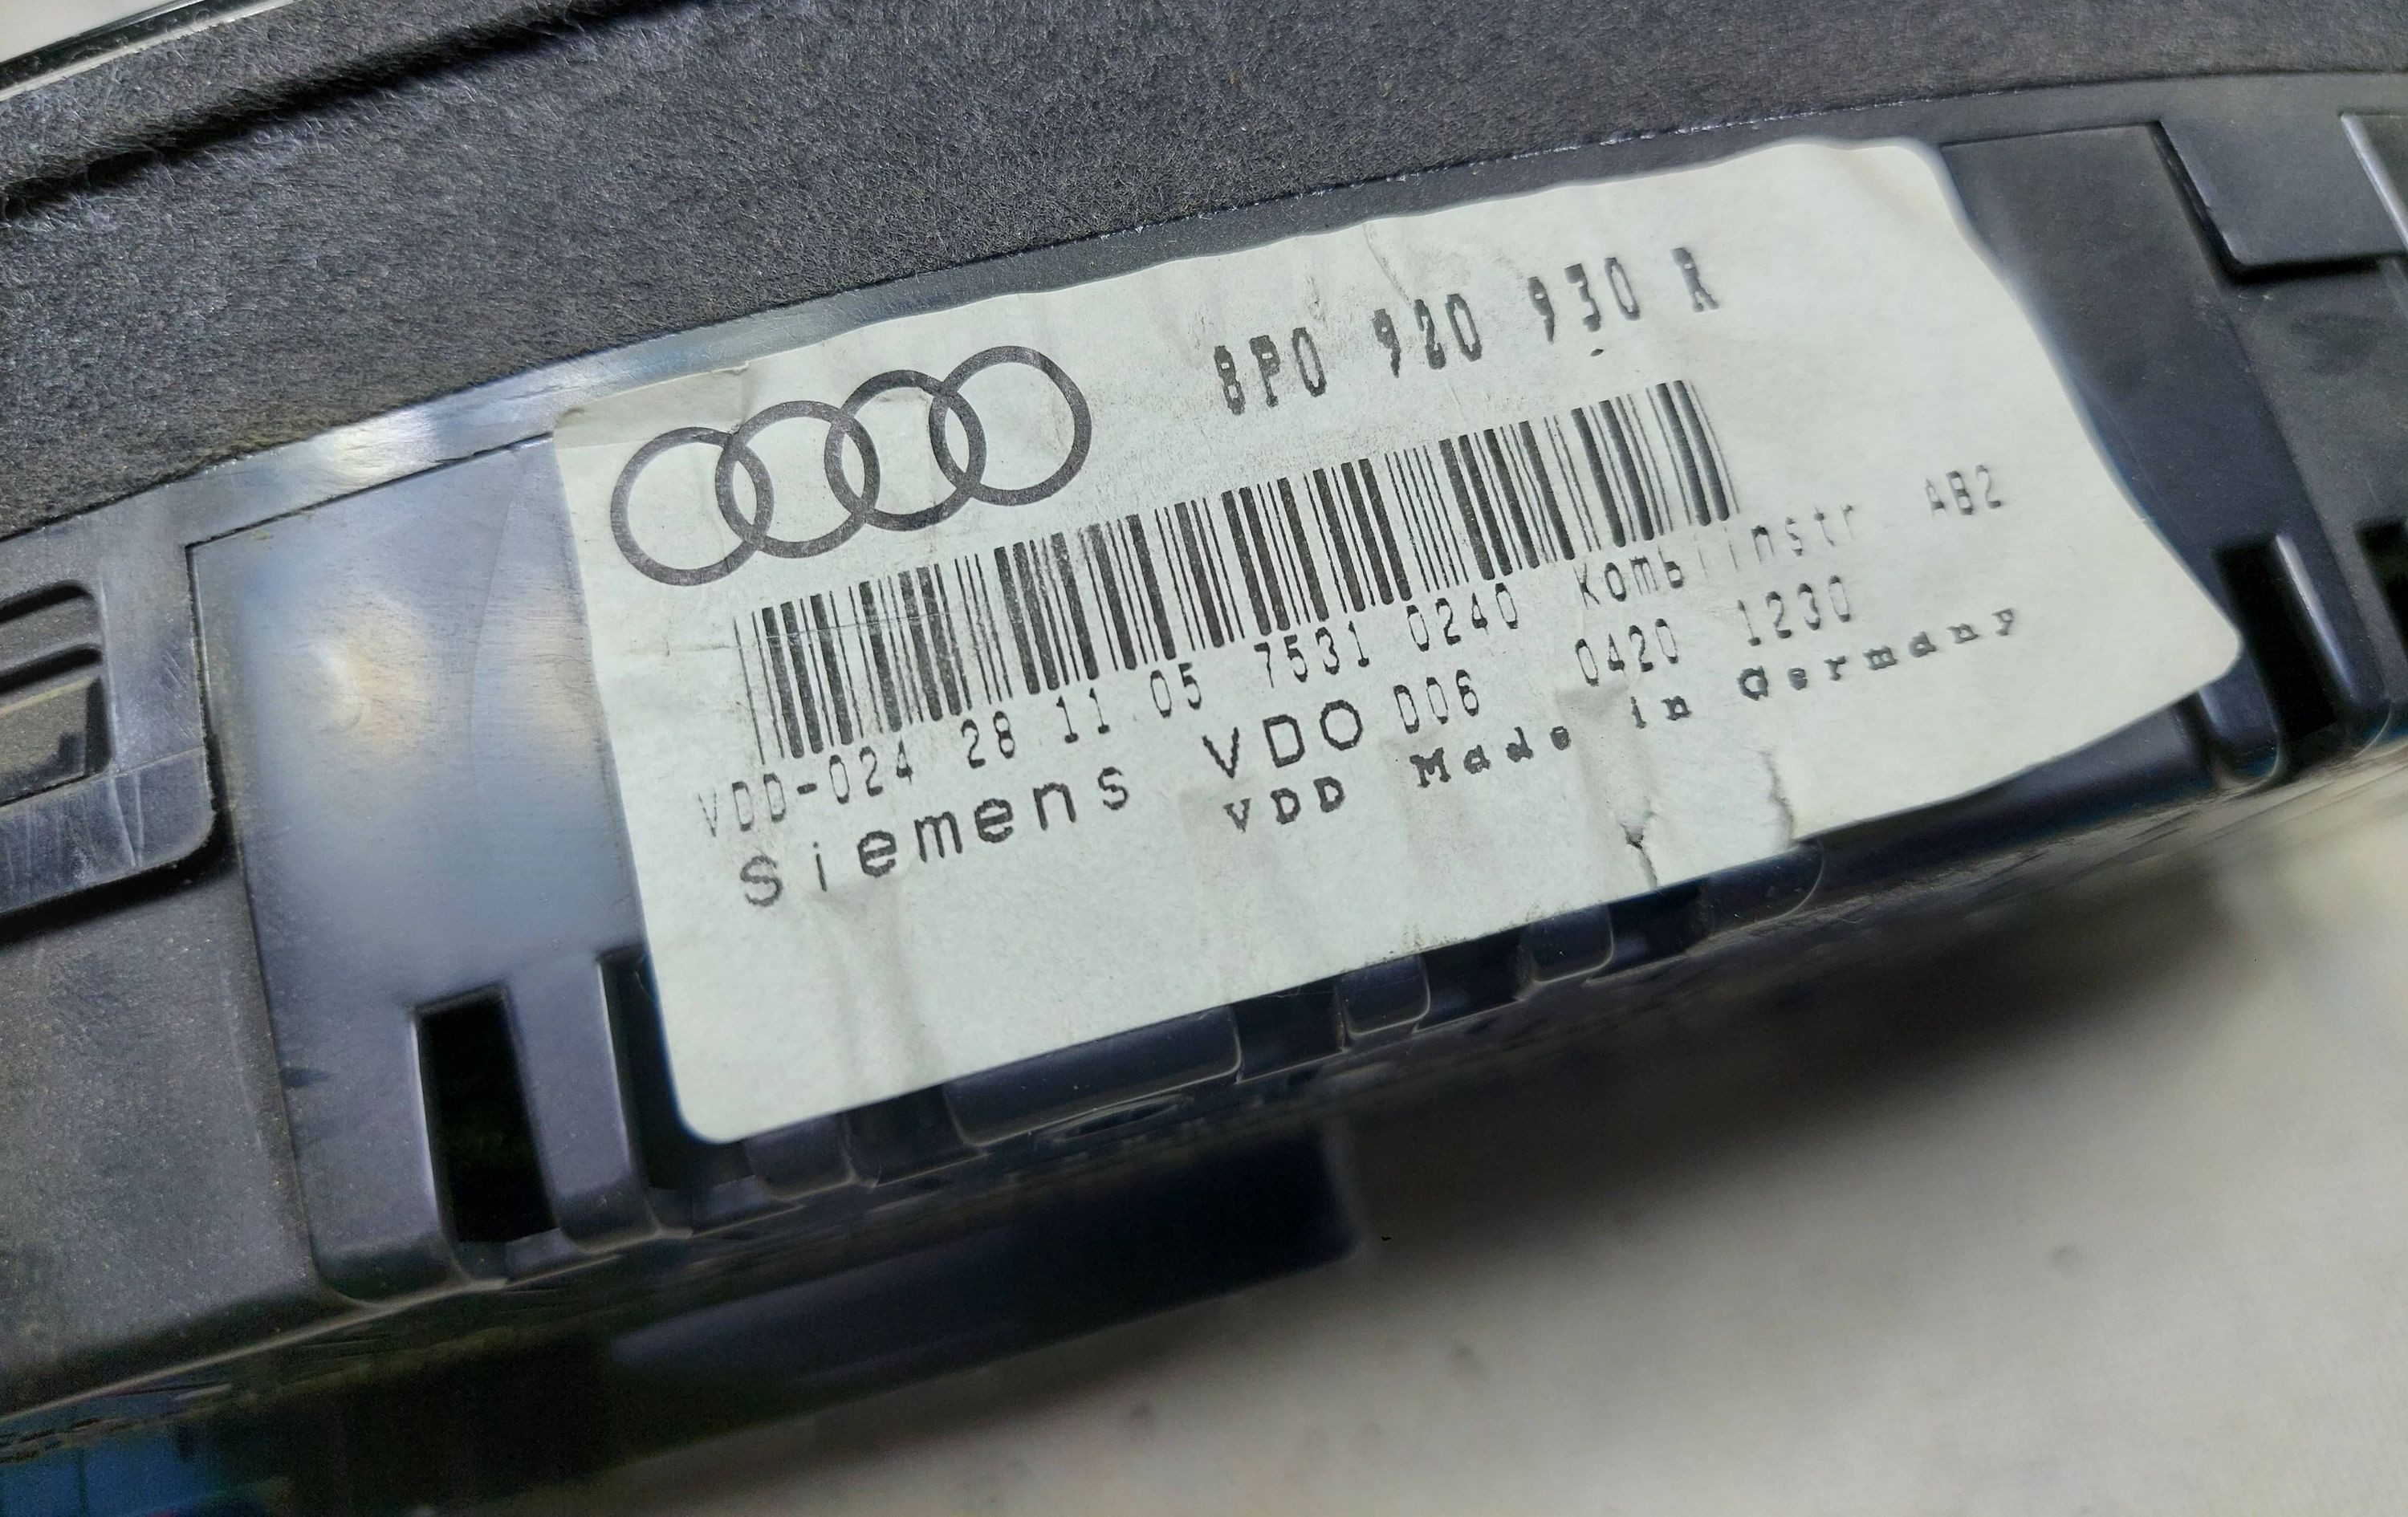 8P0 920 930 R
VDD-024 28 11 05 7531 0240 Kombiinstr AB2
Siemens VDO 006 0420 1230
VDD Made in Germany